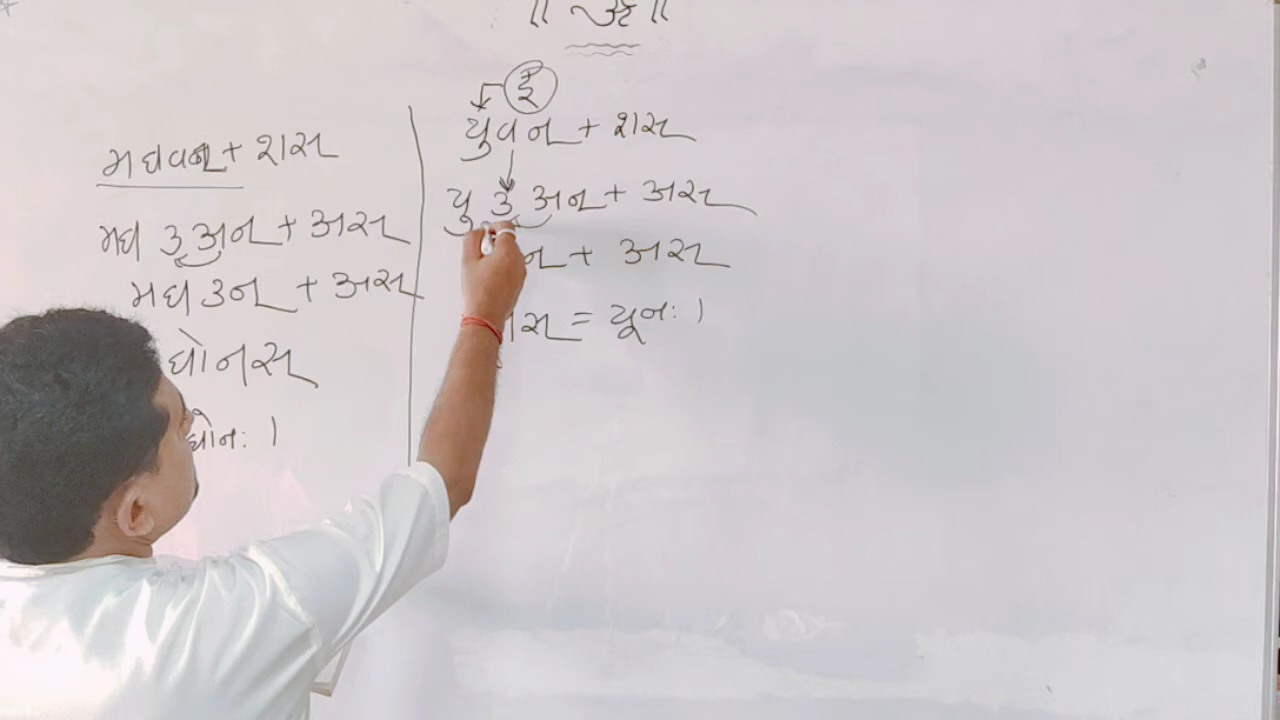 ॥ ॐ ॥
मघवन् + शस्
मघ उ अन् + अस्
मघ उन् + अस्
घोनस्
घोनः ।
इ
युवन् + शस्
यु उ अन् + अस्
न् + अस्
स् = यूनः ।